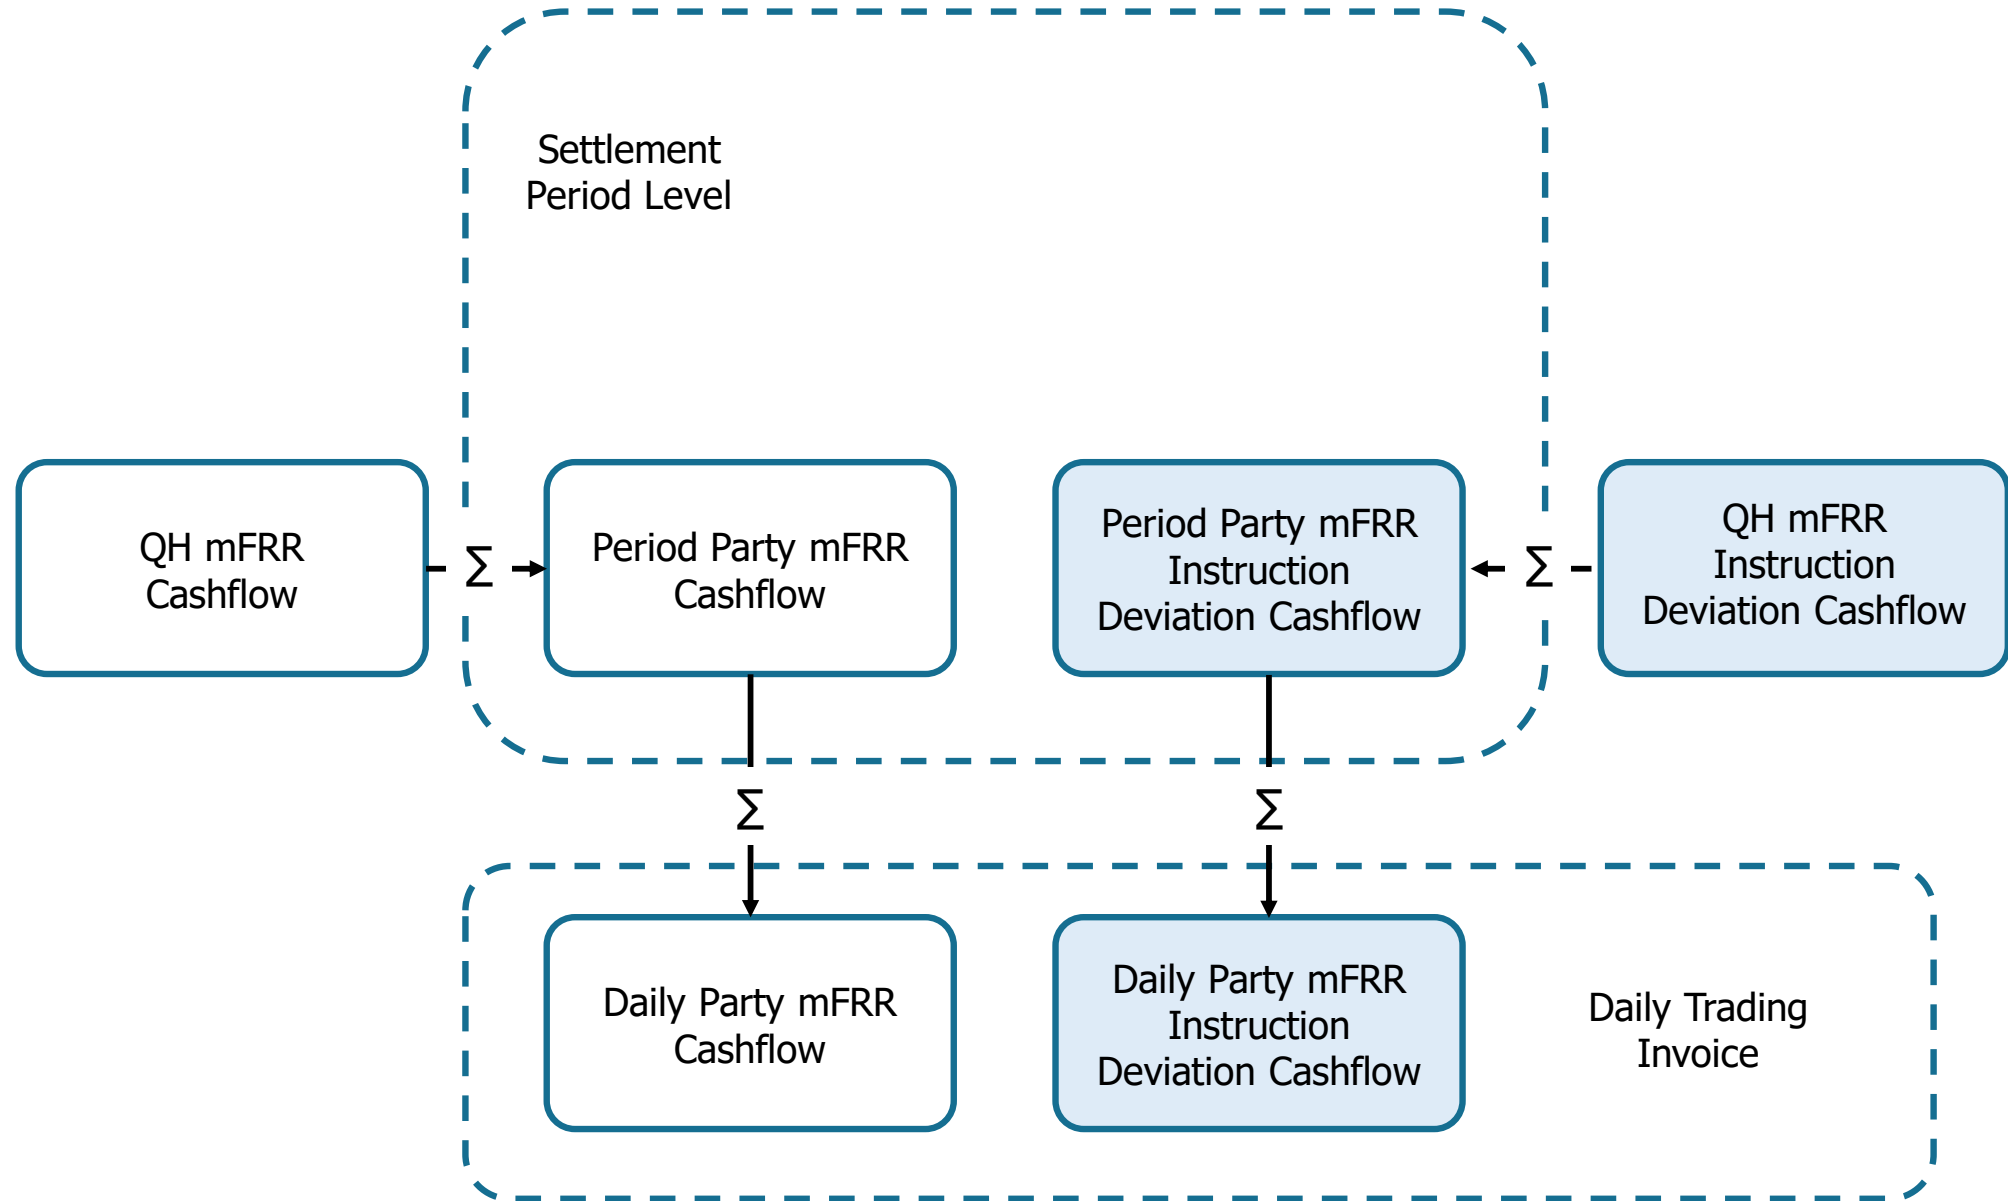 Settlement
Period Level
QH mFRR
Cashflow
Σ
Period Party mFRR
Cashflow
Period Party mFRR
Instruction
Deviation Cashflow
Σ
QH mFRR
Instruction
Deviation Cashflow
Σ
Σ
Daily Party mFRR
Cashflow
Daily Party mFRR
Instruction
Deviation Cashflow
Daily Trading
Invoice